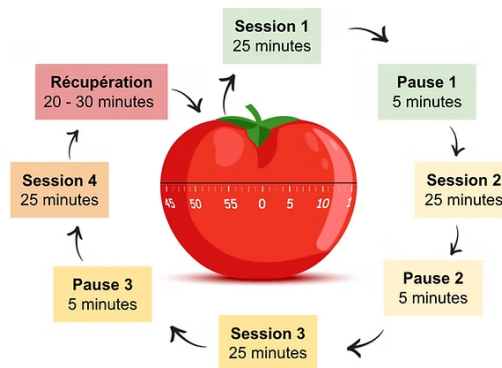 Session 1
25 minutes
Pause 1
5 minutes
Session 2
25 minutes
Pause 2
5 minutes
Session 3
25 minutes
Pause 3
5 minutes
Session 4
25 minutes
Récupération
20 - 30 minutes
45 50 55 0 5 10 1